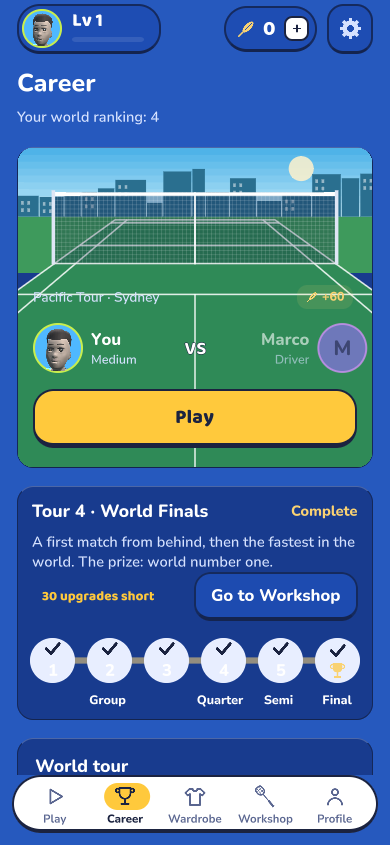 Lv 1
0
+
Career
Your world ranking: 4
Pacific Tour · Sydney
+60
You
Medium
VS
Marco
Driver
M
Play
Tour 4 · World Finals
Complete
A first match from behind, then the fastest in the
world. The prize: world number one.
30 upgrades short
Go to Workshop
1
2
3
4
5
Group
Quarter
Semi
Final
World tour
Play
Career
Wardrobe
Workshop
Profile